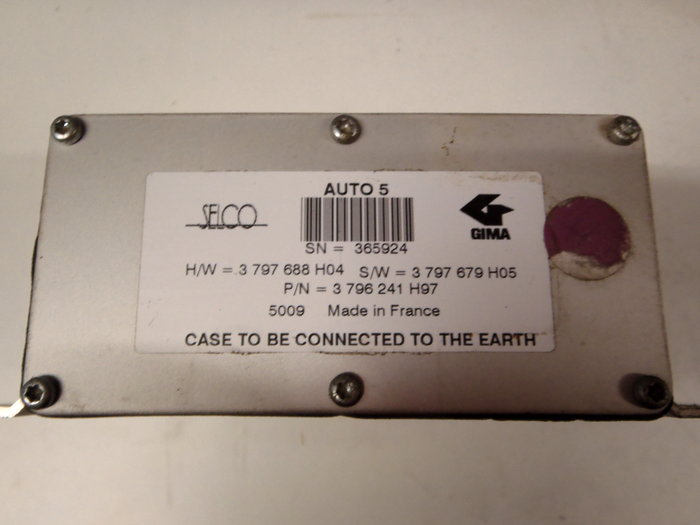 AUTO 5
SELCO
GIMA
SN = 365924
H/W = 3 797 688 H04 S/W = 3 797 679 H05
P/N = 3 796 241 H97
5009 Made in France
CASE TO BE CONNECTED TO THE EARTH